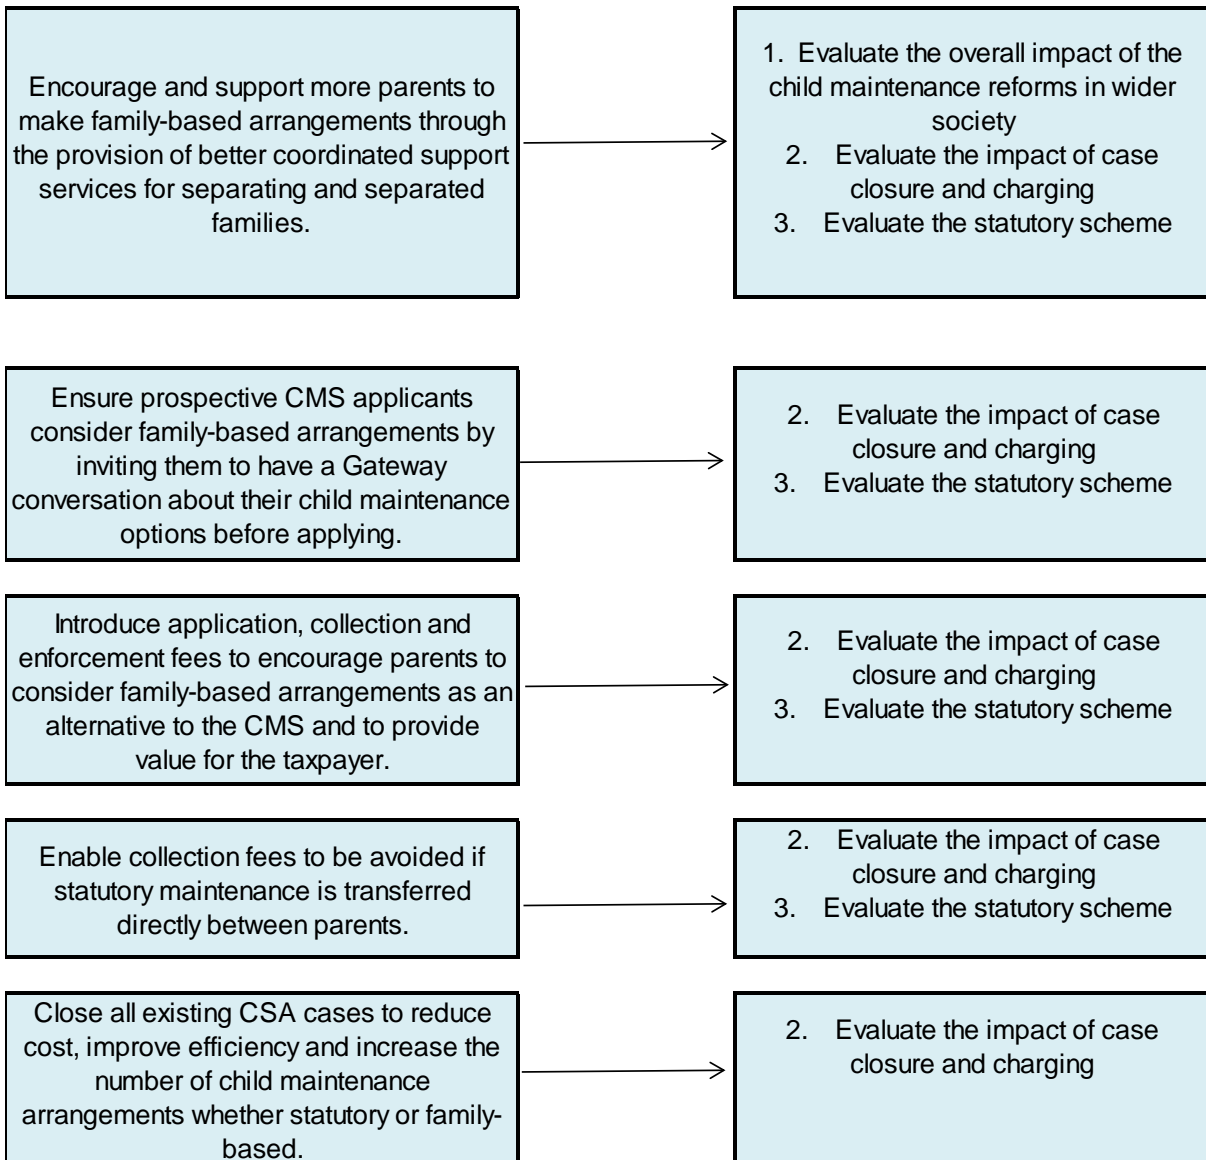 Encourage and support more parents to
make family-based arrangements through
the provision of better coordinated support
services for separating and separated
families.
1. Evaluate the overall impact of the
child maintenance reforms in wider
society
2. Evaluate the impact of case
closure and charging
3. Evaluate the statutory scheme
Ensure prospective CMS applicants
consider family-based arrangements by
inviting them to have a Gateway
conversation about their child maintenance
options before applying.
2. Evaluate the impact of case
closure and charging
3. Evaluate the statutory scheme
Introduce application, collection and
enforcement fees to encourage parents to
consider family-based arrangements as an
alternative to the CMS and to provide
value for the taxpayer.
2. Evaluate the impact of case
closure and charging
3. Evaluate the statutory scheme
Enable collection fees to be avoided if
statutory maintenance is transferred
directly between parents.
2. Evaluate the impact of case
closure and charging
3. Evaluate the statutory scheme
Close all existing CSA cases to reduce
cost, improve efficiency and increase the
number of child maintenance
arrangements whether statutory or family-
based.
2. Evaluate the impact of case
closure and charging